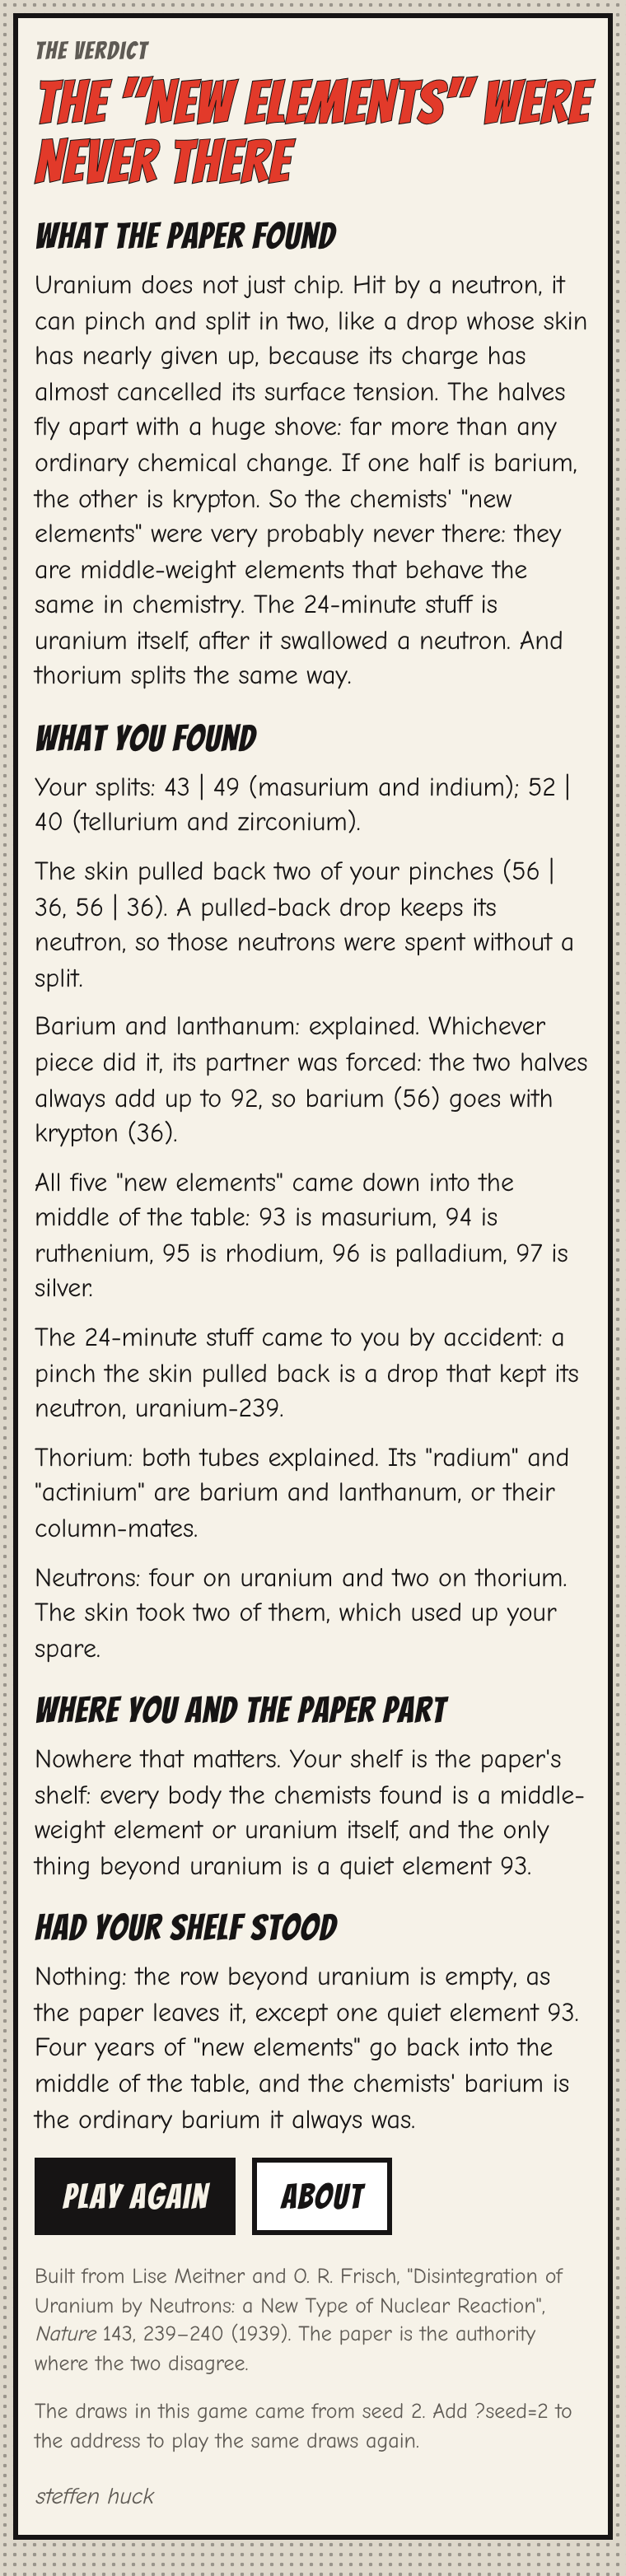 THE VERDICT
THE "NEW ELEMENTS" WERE
NEVER THERE
WHAT THE PAPER FOUND
Uranium does not just chip. Hit by a neutron, it
can pinch and split in two, like a drop whose skin
has nearly given up, because its charge has
almost cancelled its surface tension. The halves
fly apart with a huge shove: far more than any
ordinary chemical change. If one half is barium,
the other is krypton. So the chemists' "new
elements" were very probably never there: they
are middle-weight elements that behave the
same in chemistry. The 24-minute stuff is
uranium itself, after it swallowed a neutron. And
thorium splits the same way.
WHAT YOU FOUND
Your splits: 43 | 49 (masurium and indium); 52 |
40 (tellurium and zirconium).
The skin pulled back two of your pinches (56 |
36, 56 | 36). A pulled-back drop keeps its
neutron, so those neutrons were spent without a
split.
Barium and lanthanum: explained. Whichever
piece did it, its partner was forced: the two halves
always add up to 92, so barium (56) goes with
krypton (36).
All five "new elements" came down into the
middle of the table: 93 is masurium, 94 is
ruthenium, 95 is rhodium, 96 is palladium, 97 is
silver.
The 24-minute stuff came to you by accident: a
pinch the skin pulled back is a drop that kept its
neutron, uranium-239.
Thorium: both tubes explained. Its "radium" and
"actinium" are barium and lanthanum, or their
column-mates.
Neutrons: four on uranium and two on thorium.
The skin took two of them, which used up your
spare.
WHERE YOU AND THE PAPER PART
Nowhere that matters. Your shelf is the paper's
shelf: every body the chemists found is a middle-
weight element or uranium itself, and the only
thing beyond uranium is a quiet element 93.
HAD YOUR SHELF STOOD
Nothing: the row beyond uranium is empty, as
the paper leaves it, except one quiet element 93.
Four years of "new elements" go back into the
middle of the table, and the chemists' barium is
the ordinary barium it always was.
PLAY AGAIN ABOUT
Built from Lise Meitner and O. R. Frisch, "Disintegration of
Uranium by Neutrons: a New Type of Nuclear Reaction",
Nature 143, 239–240 (1939). The paper is the authority
where the two disagree.
The draws in this game came from seed 2. Add ?seed=2 to
the address to play the same draws again.
steffen huck